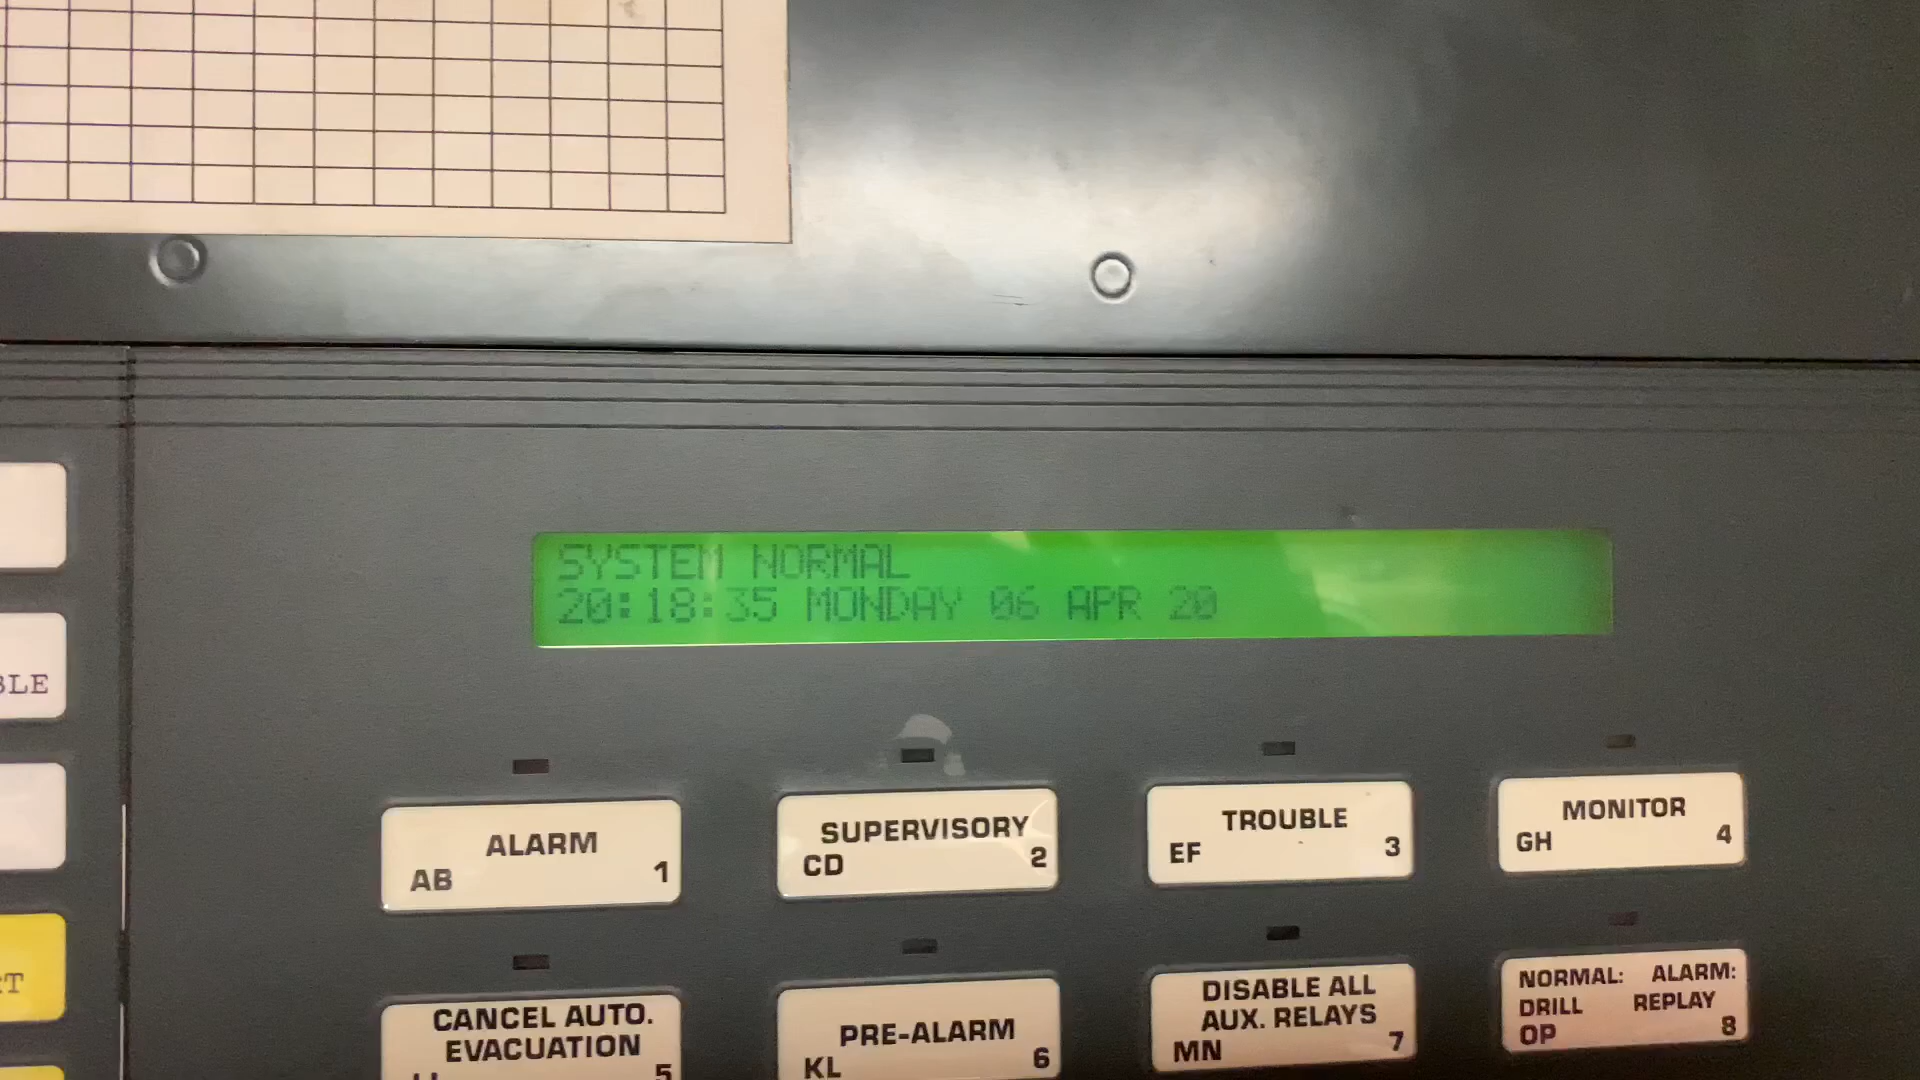 SYSTEM NORMAL
20:18:35 MONDAY 06 APR 20
BLE
ALARM
AB 1
SUPERVISORY
CD 2
TROUBLE
EF 3
MONITOR
GH 4
CANCEL AUTO.
EVACUATION
5
PRE-ALARM
KL 6
DISABLE ALL
AUX. RELAYS
MN 7
NORMAL: ALARM:
DRILL REPLAY
OP 8